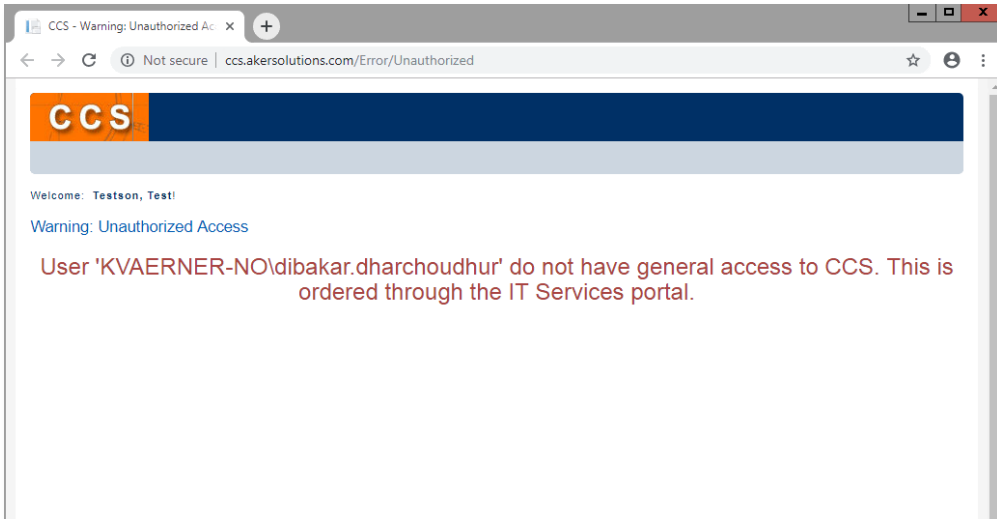 CCS - Warning: Unauthorized Ac
Not secure | ccs.akersolutions.com/Error/Unauthorized
CCS
Welcome: Testson, Test!
Warning: Unauthorized Access
User 'KVAERNER-NO\dibakar.dharchoudhur' do not have general access to CCS. This is
ordered through the IT Services portal.